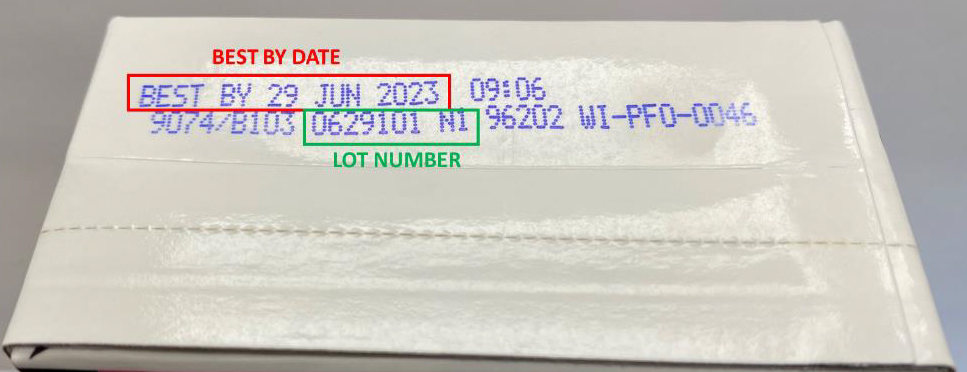 BEST BY DATE
BEST BY 29 JUN 2023 09:06
9074/B103 0629101 N1 96202 WI-PFO-0046
LOT NUMBER